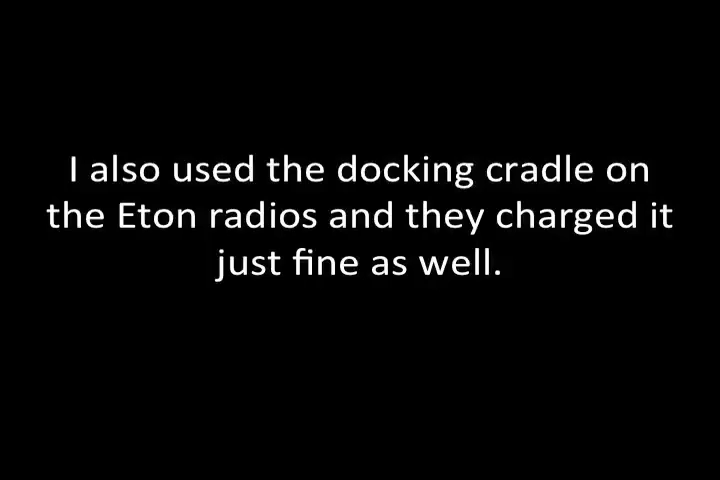 I also used the docking cradle on
the Eton radios and they charged it
just fine as well.